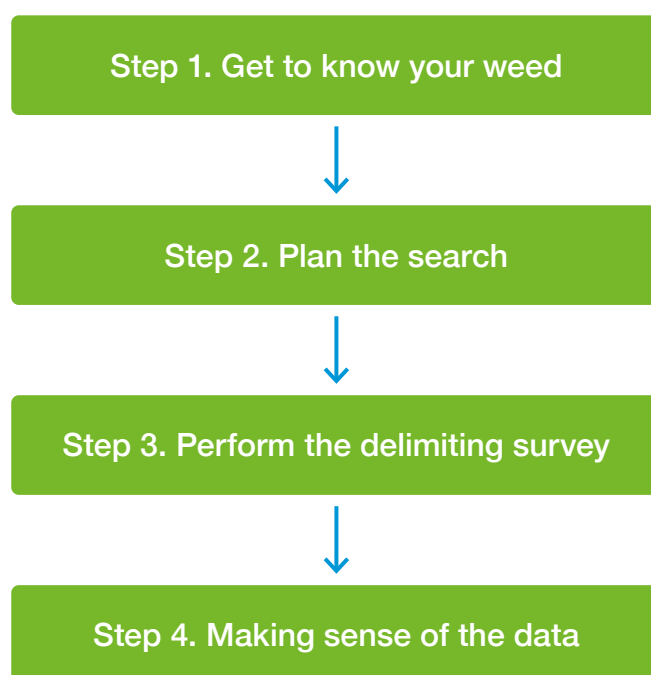 Step 1. Get to know your weed
Step 2. Plan the search
Step 3. Perform the delimiting survey
Step 4. Making sense of the data